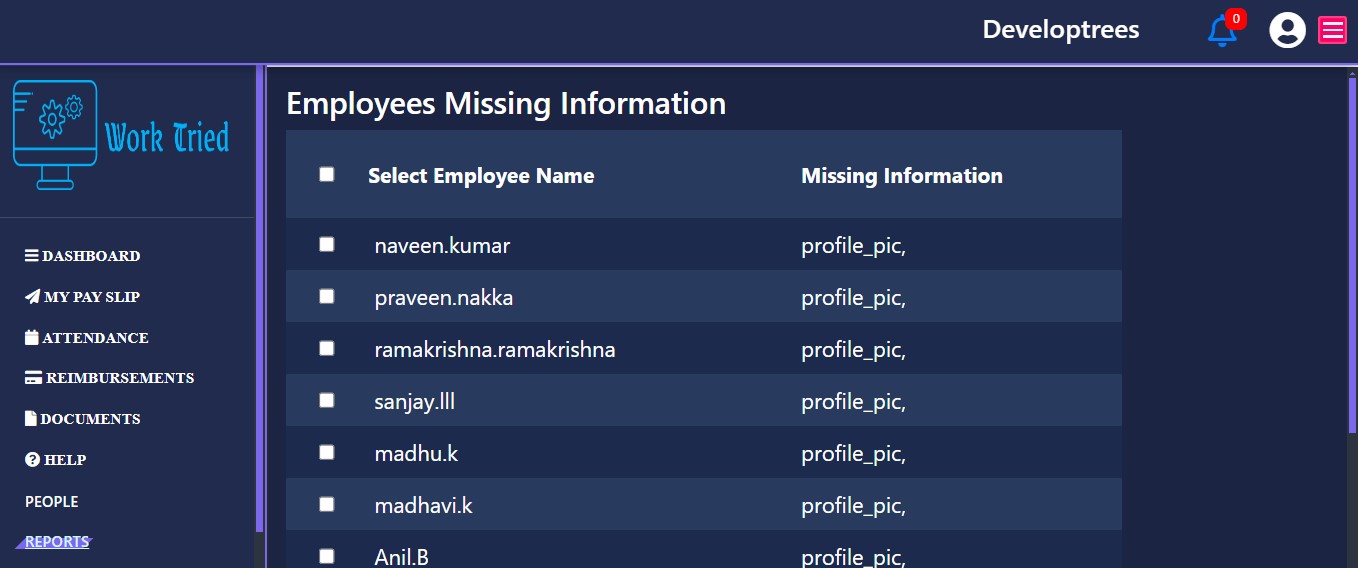 Developtrees
0
Work Tried
DASHBOARD
MY PAY SLIP
ATTENDANCE
REIMBURSEMENTS
DOCUMENTS
HELP
PEOPLE
REPORTS
Employees Missing Information
Select Employee Name Missing Information
naveen.kumar profile_pic,
praveen.nakka profile_pic,
ramakrishna.ramakrishna profile_pic,
sanjay.lll profile_pic,
madhu.k profile_pic,
madhavi.k profile_pic,
Anil.B profile_pic,